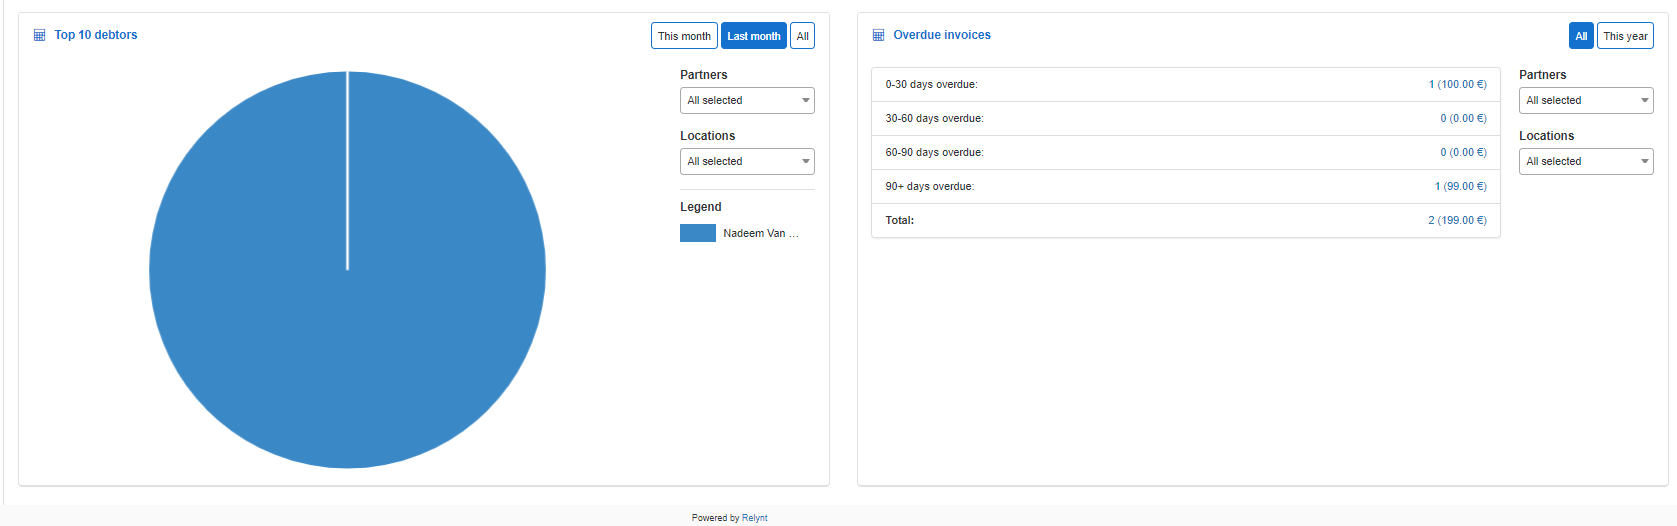 Top 10 debtors
This month
Last month
All
Partners
All selected
Locations
All selected
Legend
Nadeem Van ...
Overdue invoices
All
This year
0-30 days overdue: 1 (100.00 €)
30-60 days overdue: 0 (0.00 €)
60-90 days overdue: 0 (0.00 €)
90+ days overdue: 1 (99.00 €)
Total: 2 (199.00 €)
Partners
All selected
Locations
All selected
Powered by Relynt